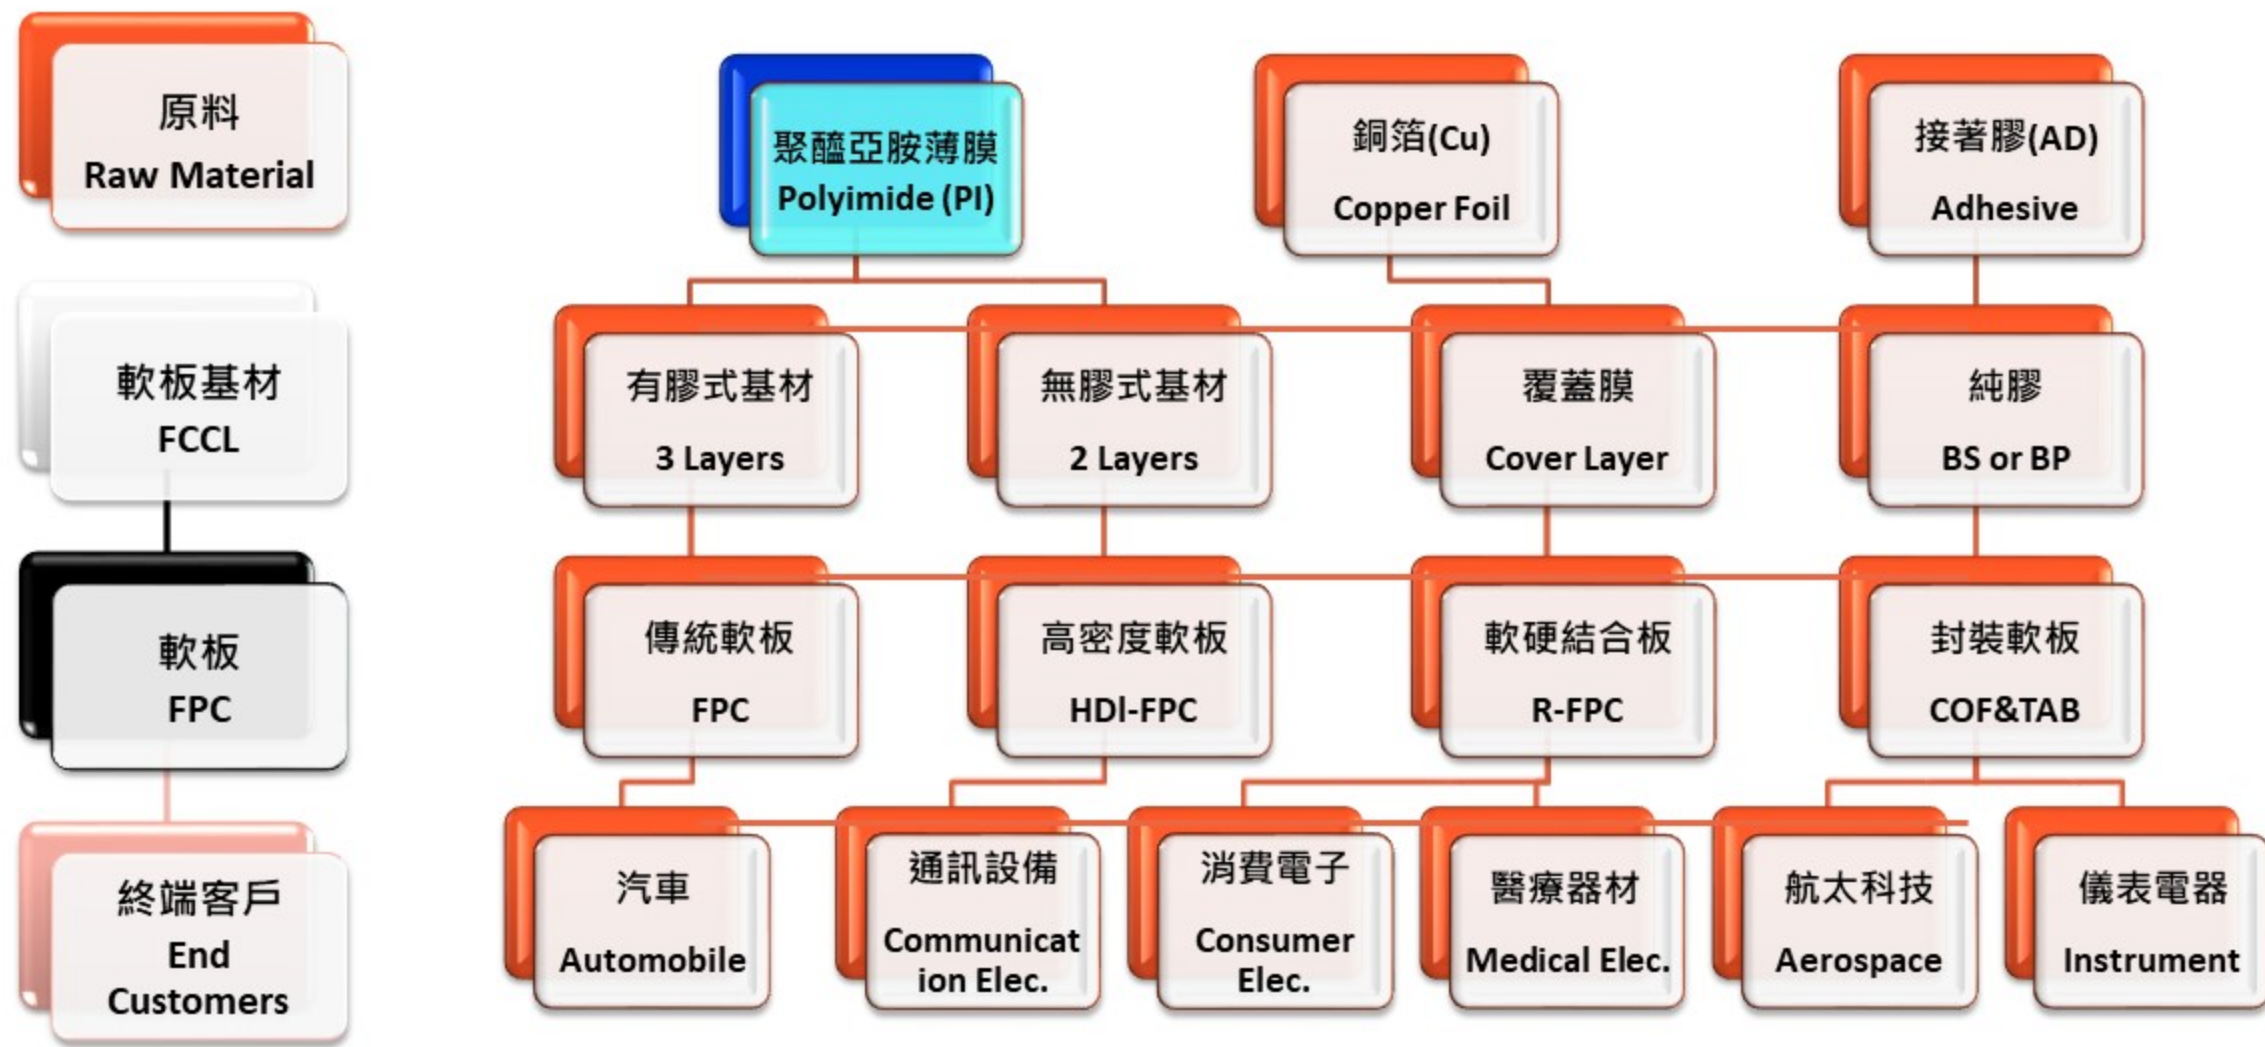 原料
Raw Material
聚醯亞胺薄膜
Polyimide (PI)
銅箔(Cu)
Copper Foil
接著膠(AD)
Adhesive
軟板基材
FCCL
有膠式基材
3 Layers
無膠式基材
2 Layers
覆蓋膜
Cover Layer
純膠
BS or BP
軟板
FPC
傳統軟板
FPC
高密度軟板
HDl-FPC
軟硬結合板
R-FPC
封裝軟板
COF&TAB
終端客戶
End
Customers
汽車
Automobile
通訊設備
Communicat
ion Elec.
消費電子
Consumer
Elec.
醫療器材
Medical Elec.
航太科技
Aerospace
儀表電器
Instrument